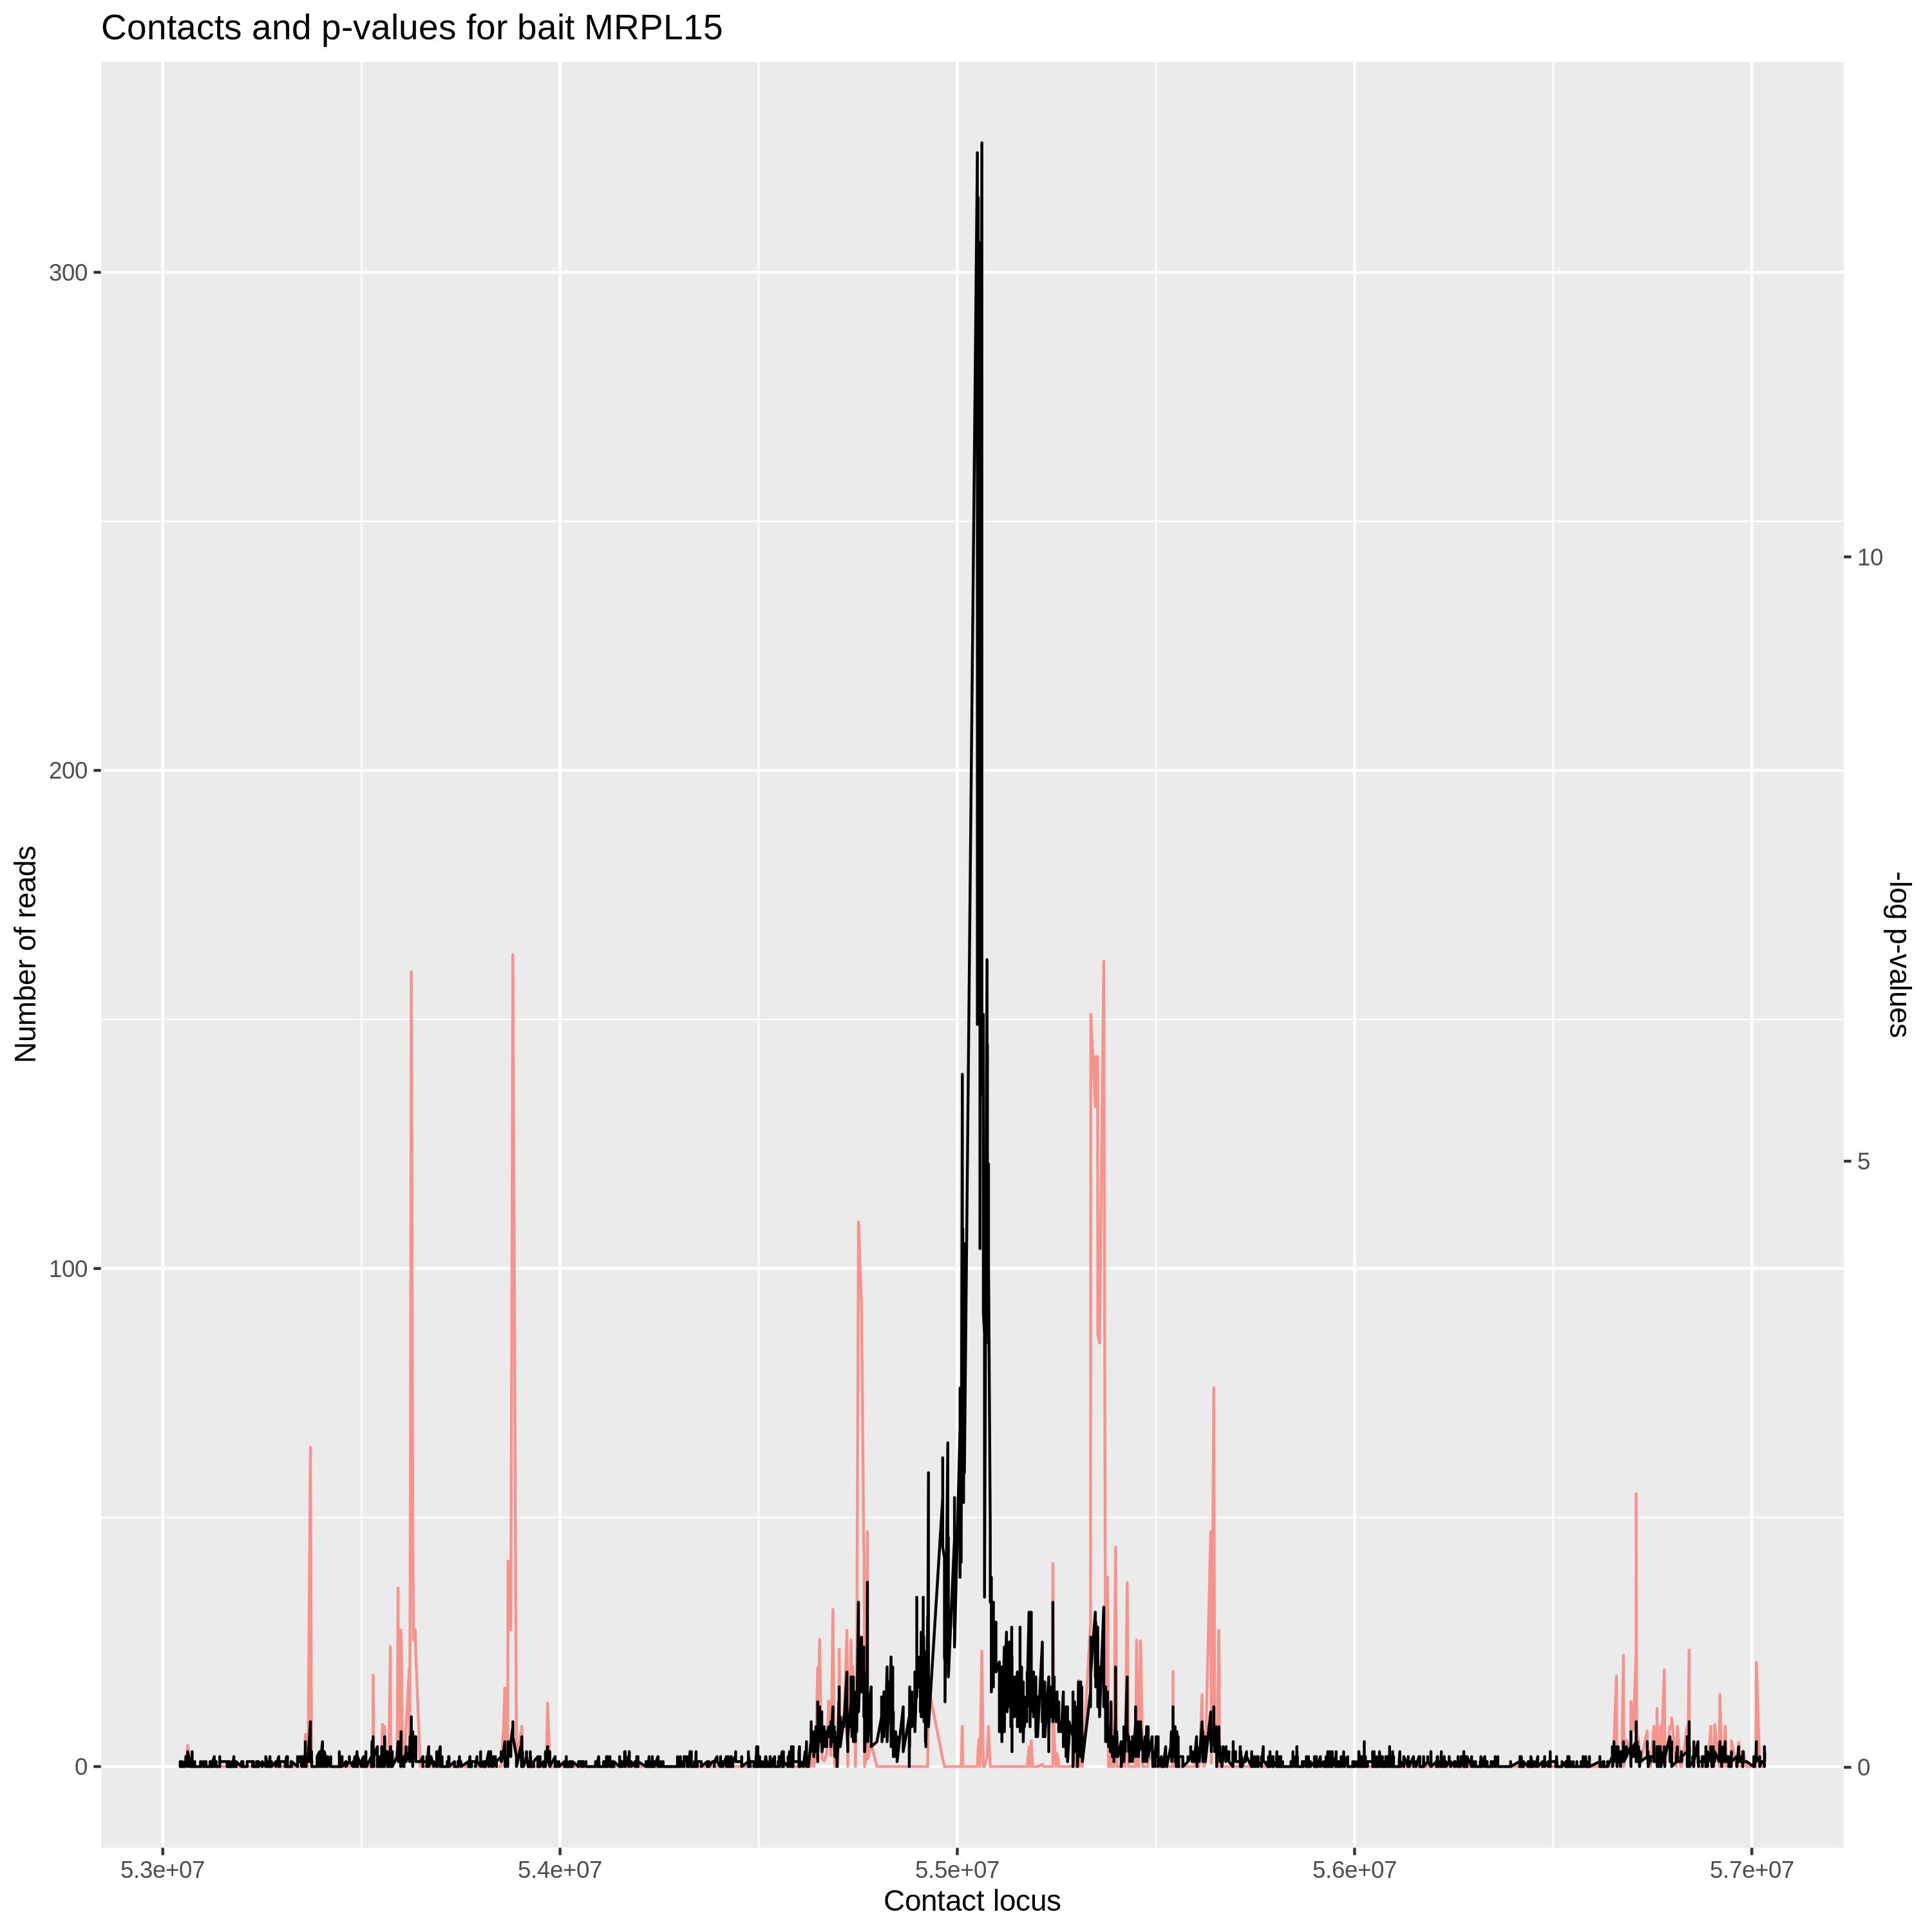 Contacts and p-values for bait MRPL15
300
200
100
0
Number of reads
10
5
0
-log p-values
5.3e+07 5.4e+07 5.5e+07 5.6e+07 5.7e+07
Contact locus